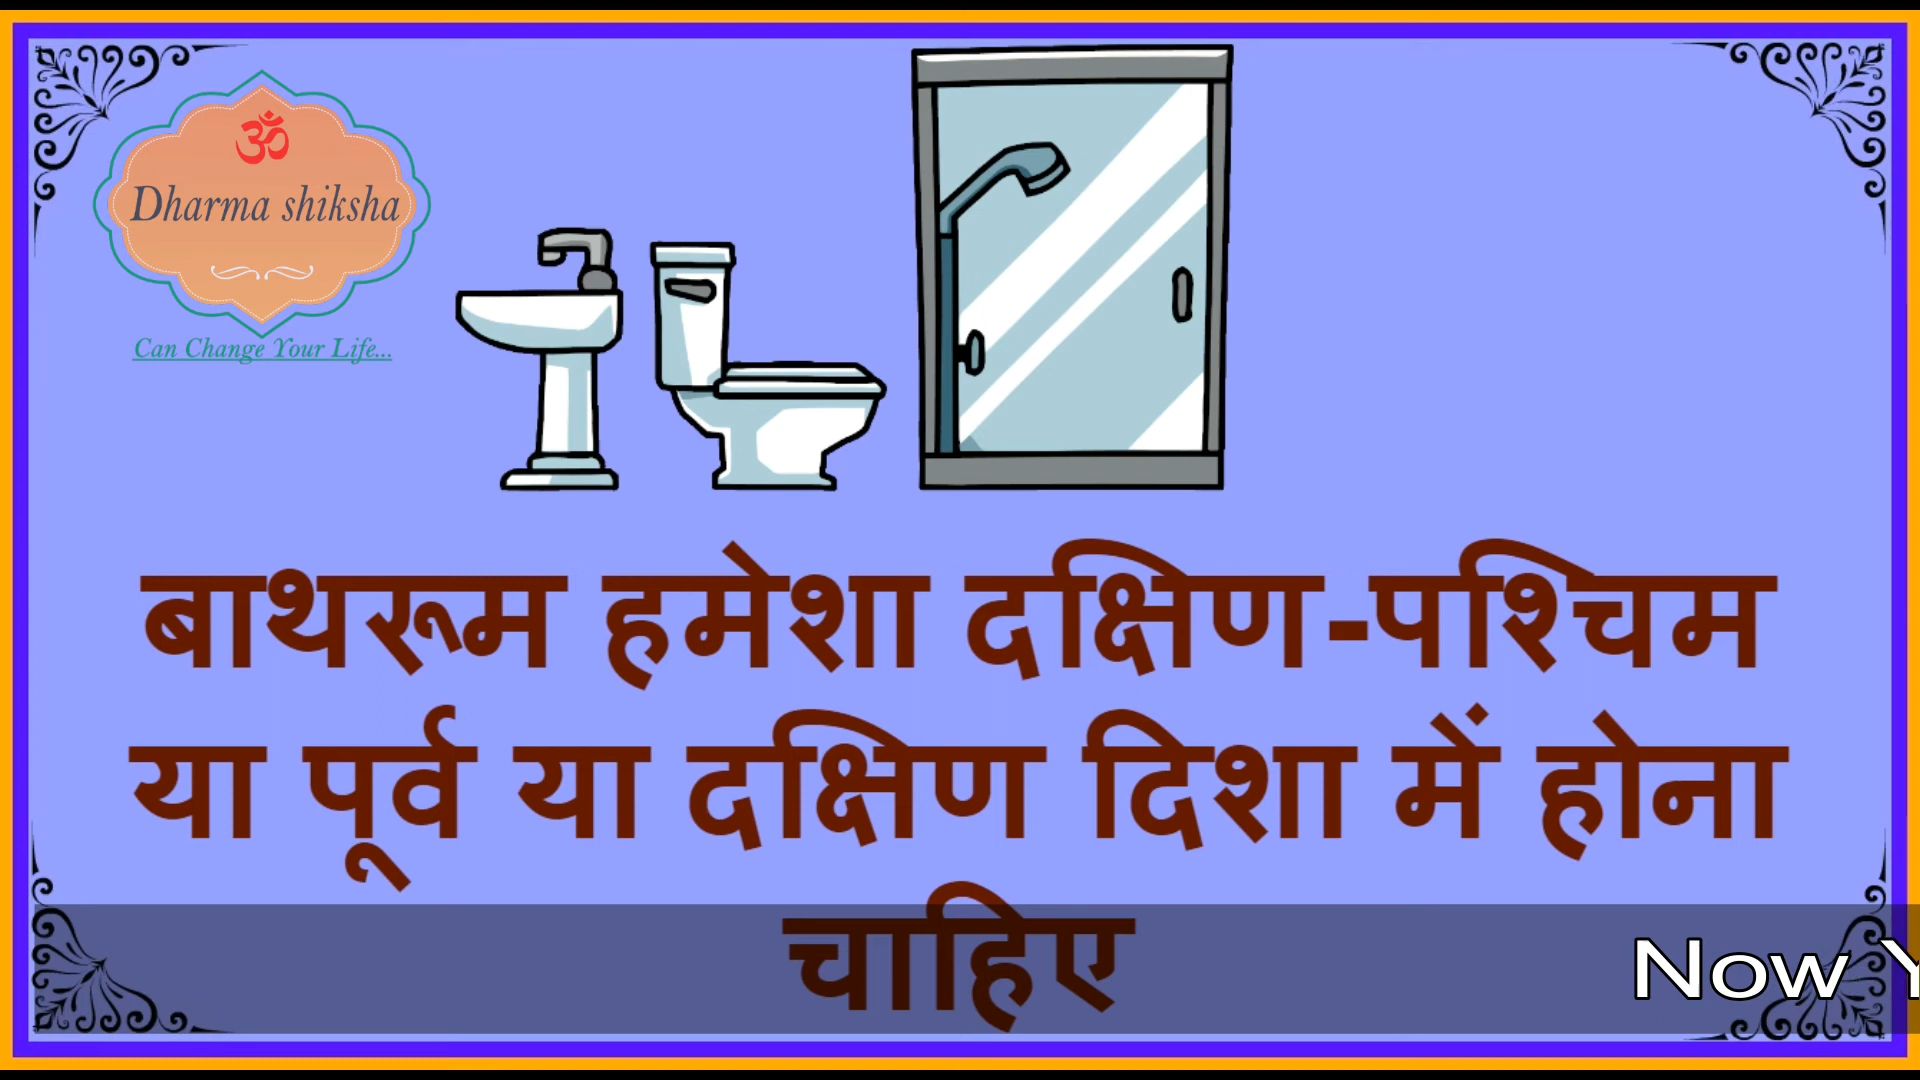 ॐ
Dharma shiksha
Can Change Your Life...
बाथरूम हमेशा दक्षिण-पश्चिम
या पूर्व या दक्षिण दिशा में होना
चाहिए
Now